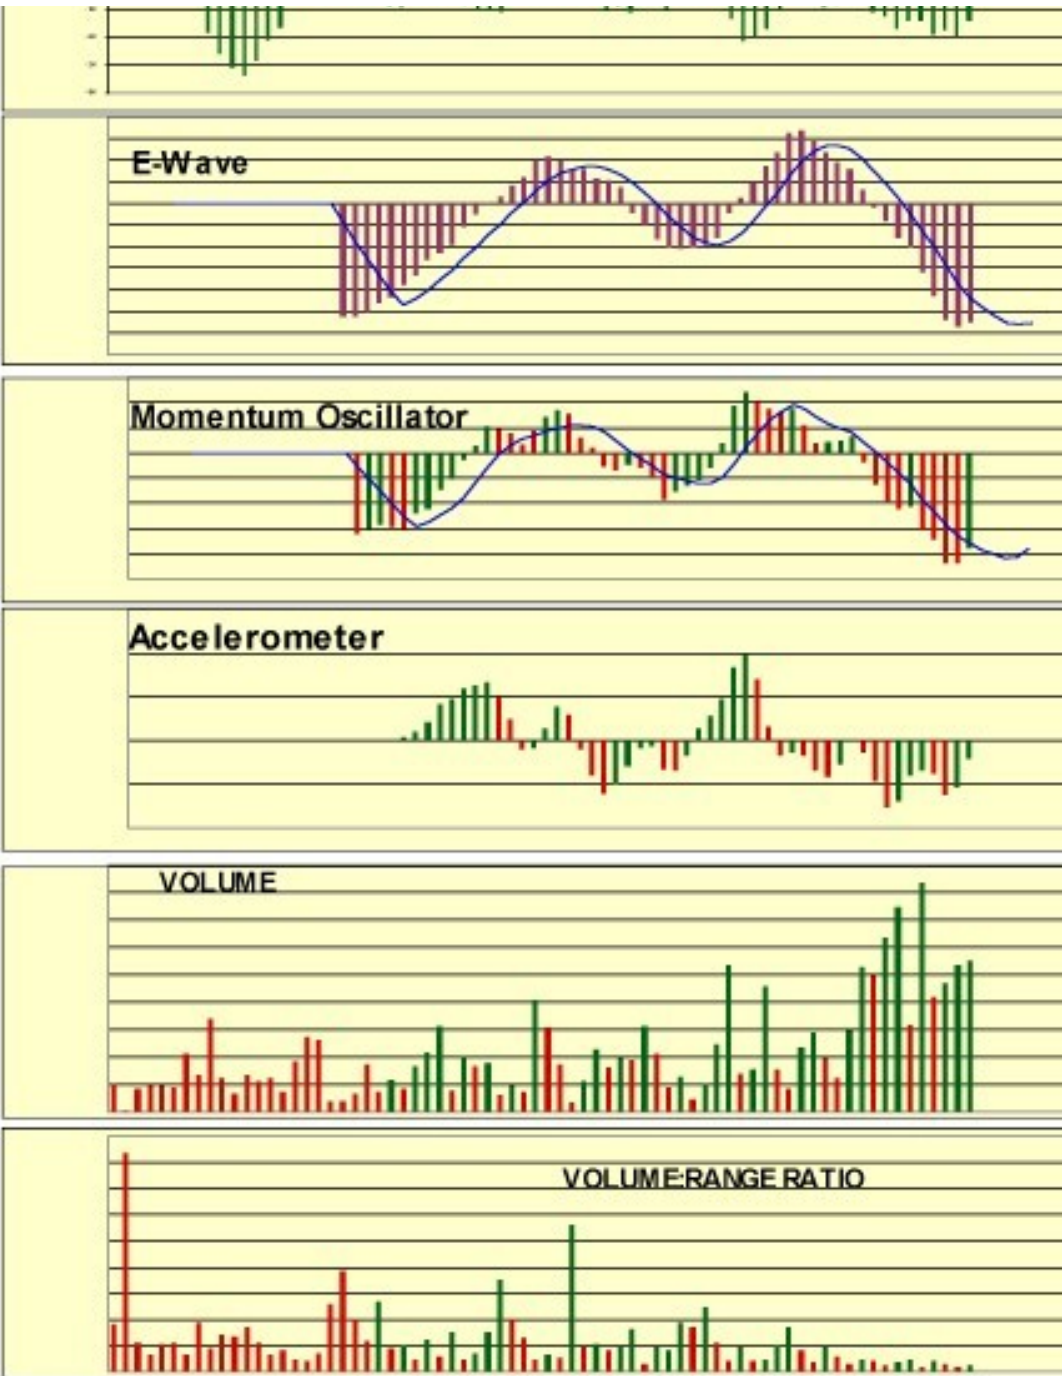 E-Wave
Momentum Oscillator
Accelerometer
VOLUME
VOLUME:RANGE RATIO